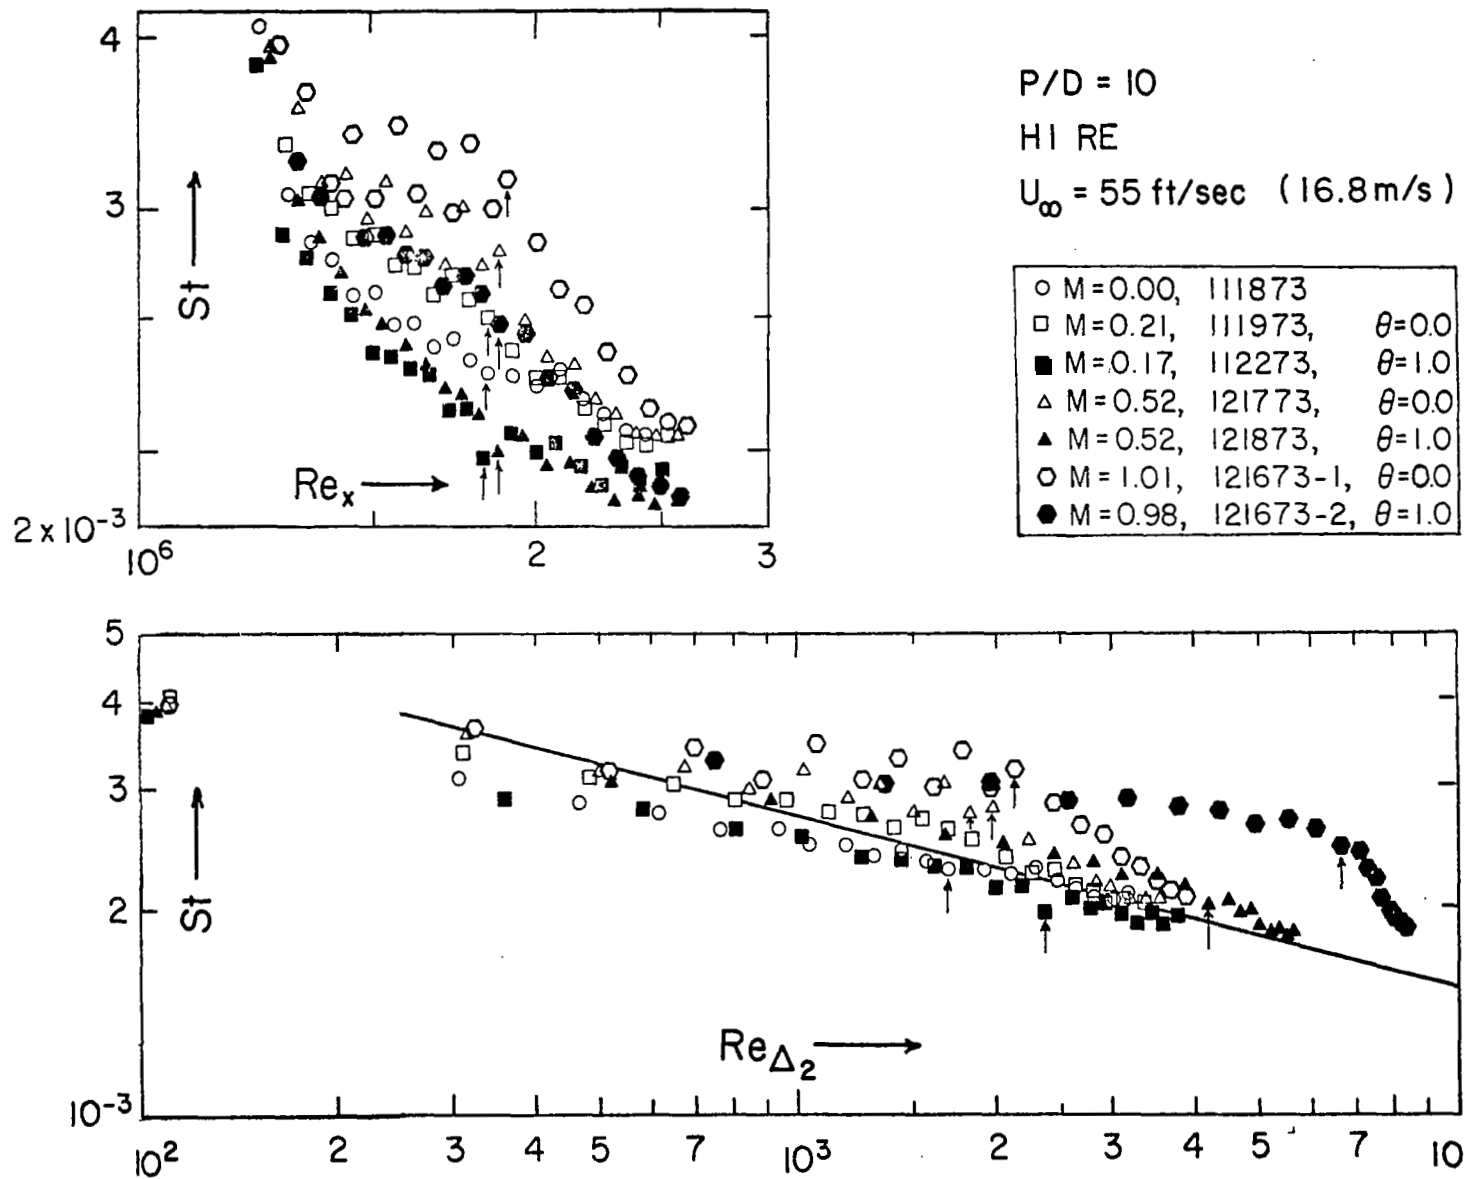 4
3
2 x 10⁻³
St
Reₓ
10⁶
2
3
P/D = 10
HI RE
U∞ = 55 ft/sec (16.8 m/s)
M = 0.00, 111873
M = 0.21, 111973, θ = 0.0
M = 0.17, 112273, θ = 1.0
M = 0.52, 121773, θ = 0.0
M = 0.52, 121873, θ = 1.0
M = 1.01, 121673-1, θ = 0.0
M = 0.98, 121673-2, θ = 1.0
5
4
3
2
10⁻³
St
Re Δ₂
10² 2 3 4 5 7 10³ 2 3 4 5 7 10